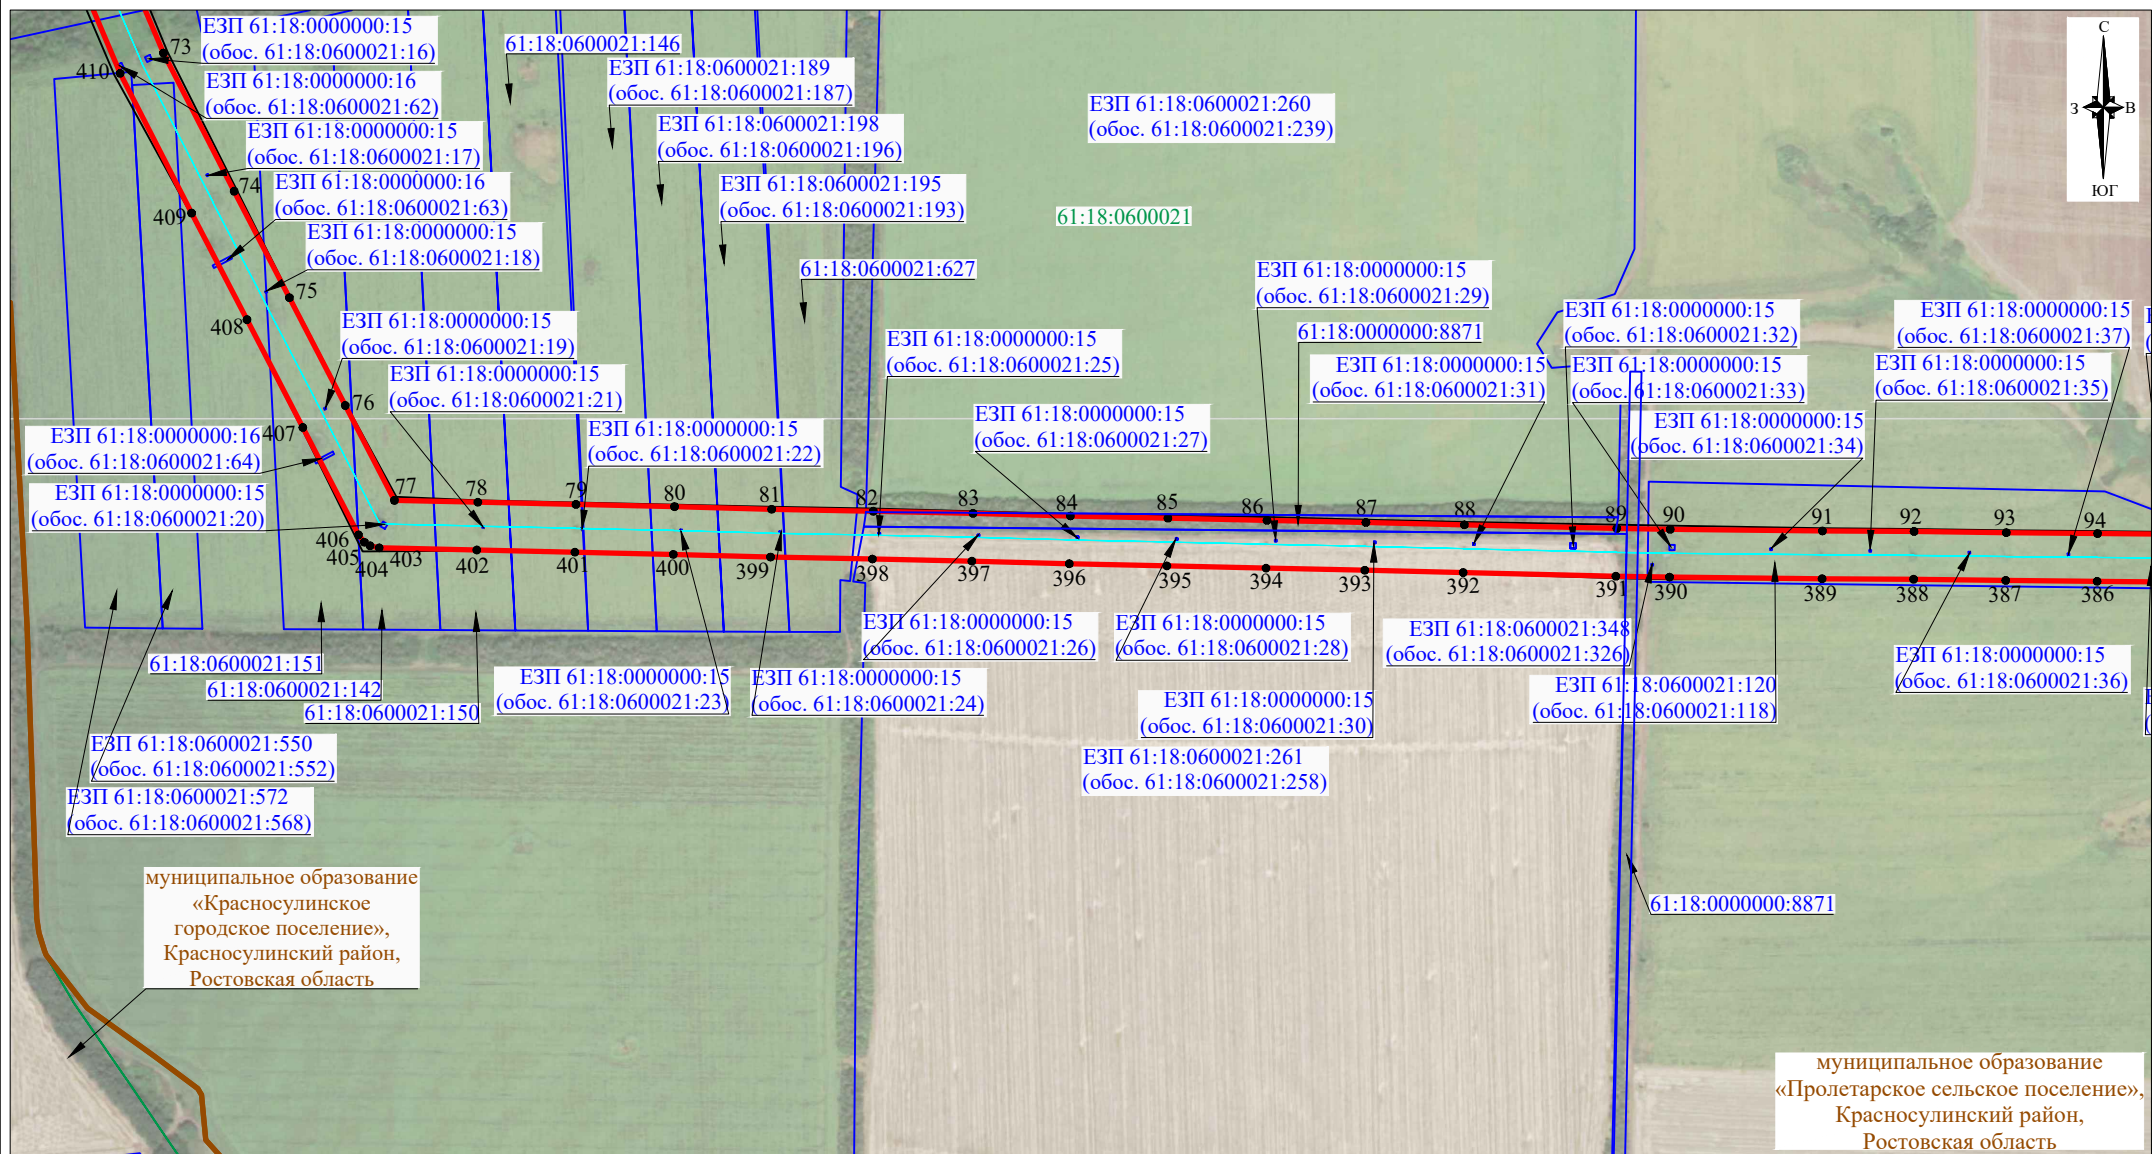 ЕЗП 61:18:0000000:15
(обос. 61:18:0600021:16)
ЕЗП 61:18:0000000:16
(обос. 61:18:0600021:62)
ЕЗП 61:18:0000000:15
(обос. 61:18:0600021:17)
ЕЗП 61:18:0000000:16
(обос. 61:18:0600021:63)
ЕЗП 61:18:0000000:15
(обос. 61:18:0600021:18)
ЕЗП 61:18:0000000:15
(обос. 61:18:0600021:19)
ЕЗП 61:18:0000000:15
(обос. 61:18:0600021:21)
ЕЗП 61:18:0000000:15
(обос. 61:18:0600021:22)
ЕЗП 61:18:0000000:16
(обос. 61:18:0600021:64)
ЕЗП 61:18:0000000:15
(обос. 61:18:0600021:20)
61:18:0600021:146
ЕЗП 61:18:0600021:189
(обос. 61:18:0600021:187)
ЕЗП 61:18:0600021:198
(обос. 61:18:0600021:196)
ЕЗП 61:18:0600021:195
(обос. 61:18:0600021:193)
61:18:0600021:627
ЕЗП 61:18:0600021:260
(обос. 61:18:0600021:239)
61:18:0600021
С
З
В
ЮГ
ЕЗП 61:18:0000000:15
(обос. 61:18:0600021:25)
ЕЗП 61:18:0000000:15
(обос. 61:18:0600021:27)
ЕЗП 61:18:0000000:15
(обос. 61:18:0600021:29)
61:18:0000000:8871
ЕЗП 61:18:0000000:15
(обос. 61:18:0600021:31)
ЕЗП 61:18:0000000:15
(обос. 61:18:0600021:32)
ЕЗП 61:18:0000000:15
(обос. 61:18:0600021:33)
ЕЗП 61:18:0000000:15
(обос. 61:18:0600021:34)
ЕЗП 61:18:0000000:15
(обос. 61:18:0600021:37)
ЕЗП 61:18:0000000:15
(обос. 61:18:0600021:35)
73
74
75
76
77
78
79
80
81
82
83
84
85
86
87
88
89
90
91
92
93
94
410
409
408
407
406
405
404
403
402
401
400
399
398
397
396
395
394
393
392
391
390
389
388
387
386
61:18:0600021:151
61:18:0600021:142
61:18:0600021:150
ЕЗП 61:18:0600021:550
(обос. 61:18:0600021:552)
ЕЗП 61:18:0600021:572
(обос. 61:18:0600021:568)
ЕЗП 61:18:0000000:15
(обос. 61:18:0600021:23)
ЕЗП 61:18:0000000:15
(обос. 61:18:0600021:24)
ЕЗП 61:18:0000000:15
(обос. 61:18:0600021:26)
ЕЗП 61:18:0000000:15
(обос. 61:18:0600021:28)
ЕЗП 61:18:0000000:15
(обос. 61:18:0600021:30)
ЕЗП 61:18:0600021:261
(обос. 61:18:0600021:258)
ЕЗП 61:18:0600021:348
(обос. 61:18:0600021:326)
ЕЗП 61:18:0600021:120
(обос. 61:18:0600021:118)
ЕЗП 61:18:0000000:15
(обос. 61:18:0600021:36)
61:18:0000000:8871
муниципальное образование
«Красносулинское
городское поселение»,
Красносулинский район,
Ростовская область
муниципальное образование
«Пролетарское сельское поселение»,
Красносулинский район,
Ростовская область